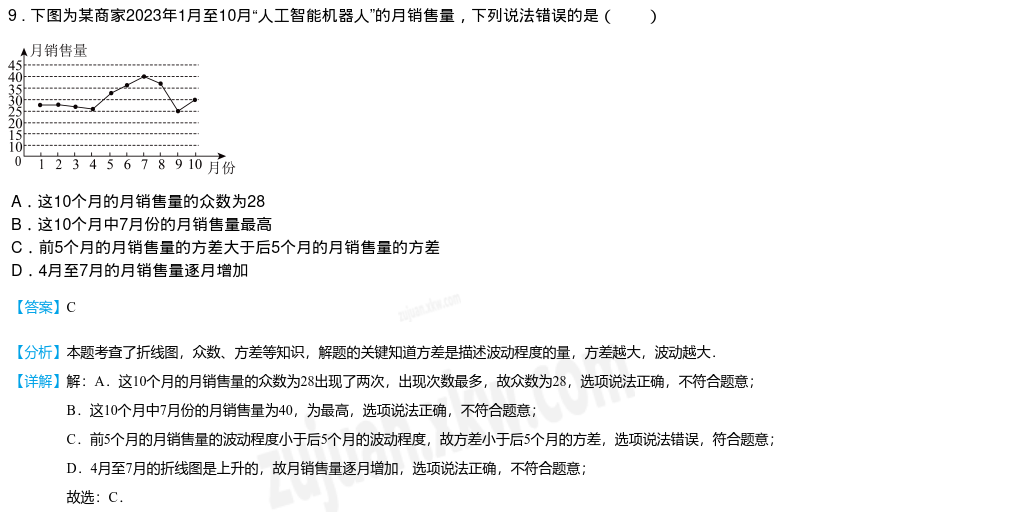 9．下图为某商家2023年1月至10月“人工智能机器人”的月销售量，下列说法错误的是（　　）
月销售量
45
40
35
30
25
20
15
10
0
1 2 3 4 5 6 7 8 9 10 月份
A．这10个月的月销售量的众数为28
B．这10个月中7月份的月销售量最高
C．前5个月的月销售量的方差大于后5个月的月销售量的方差
D．4月至7月的月销售量逐月增加
【答案】C
【分析】本题考查了折线图，众数、方差等知识，解题的关键知道方差是描述波动程度的量，方差越大，波动越大．
【详解】解：A．这10个月的月销售量的众数为28出现了两次，出现次数最多，故众数为28，选项说法正确，不符合题意；
B．这10个月中7月份的月销售量为40，为最高，选项说法正确，不符合题意；
C．前5个月的月销售量的波动程度小于后5个月的波动程度，故方差小于后5个月的方差，选项说法错误，符合题意；
D．4月至7月的折线图是上升的，故月销售量逐月增加，选项说法正确，不符合题意；
故选：C．
zujuan.xkw.com
zujuan.xkw.com